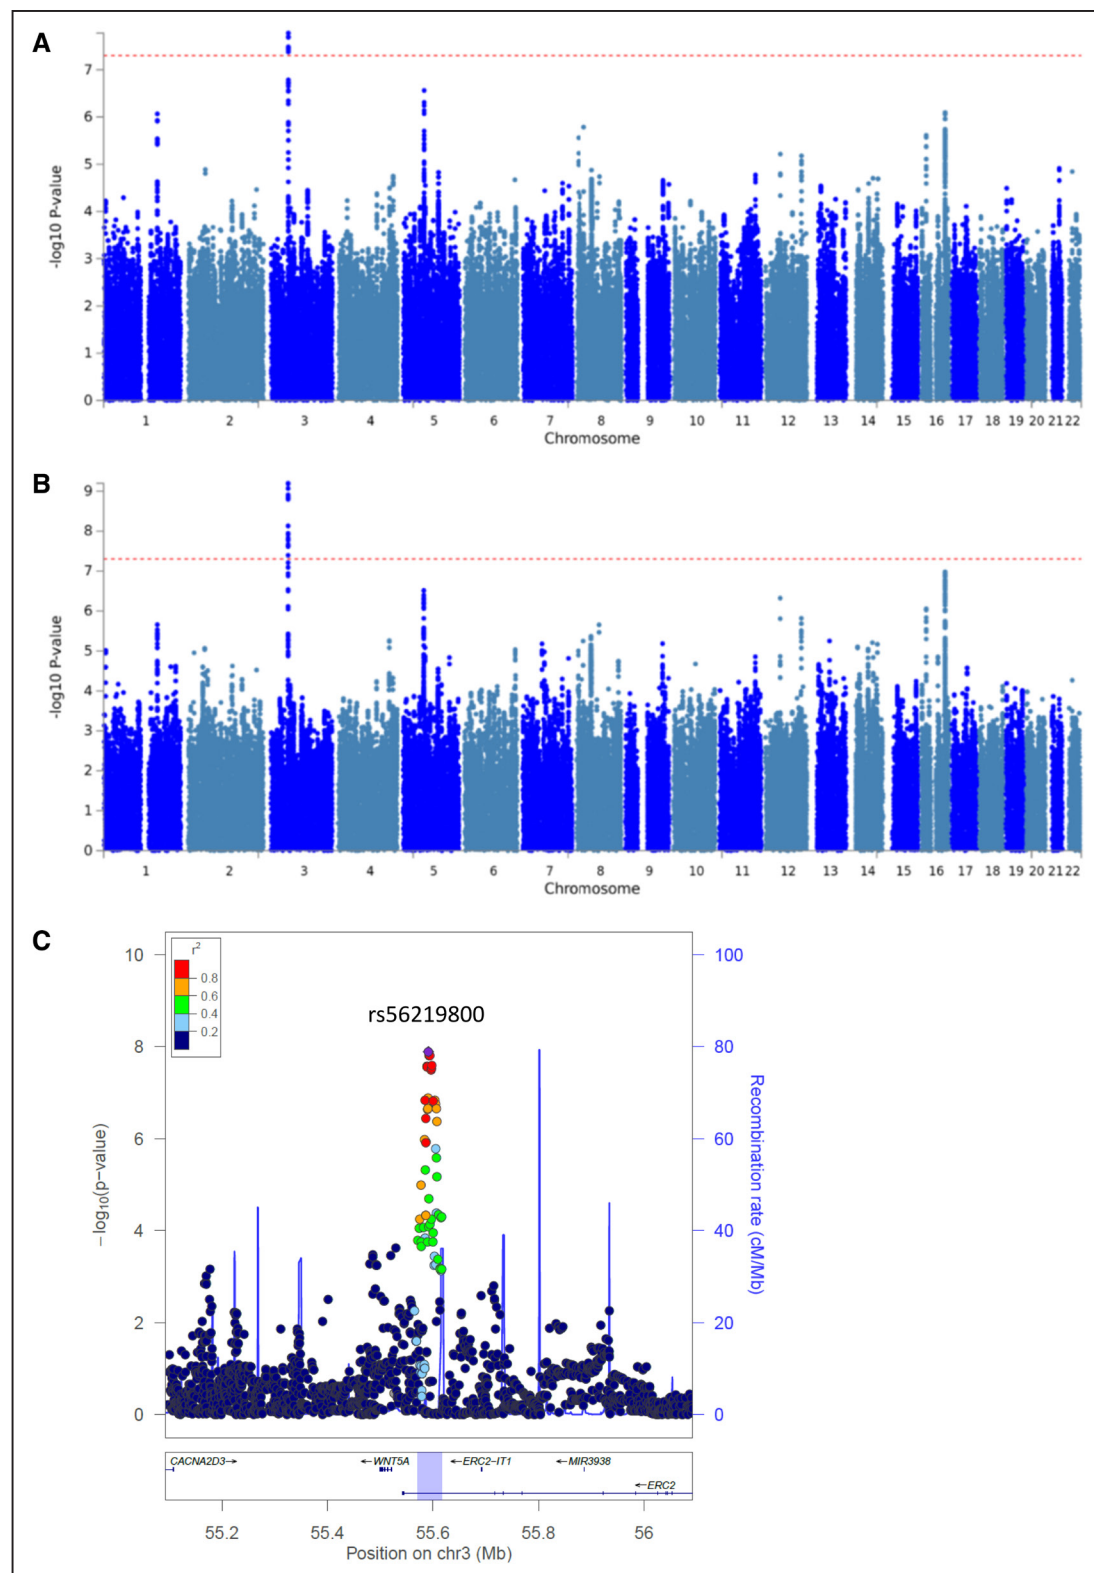 A
7
6
5
4
3
2
1
0
-log10 P-value
1 2 3 4 5 6 7 8 9 10 11 12 13 14 15 16 17 18 19 20 21 22
Chromosome
B
9
8
7
6
5
4
3
2
1
0
-log10 P-value
1 2 3 4 5 6 7 8 9 10 11 12 13 14 15 16 17 18 19 20 21 22
Chromosome
C
r2
0.8
0.6
0.4
0.2
rs56219800
10
8
6
4
2
0
−log10(p−value)
100
80
60
40
20
0
Recombination rate (cM/Mb)
CACNA2D3→ ←WNT5A ←ERC2−IT1 ←MIR3938
←ERC2
55.2 55.4 55.6 55.8 56
Position on chr3 (Mb)